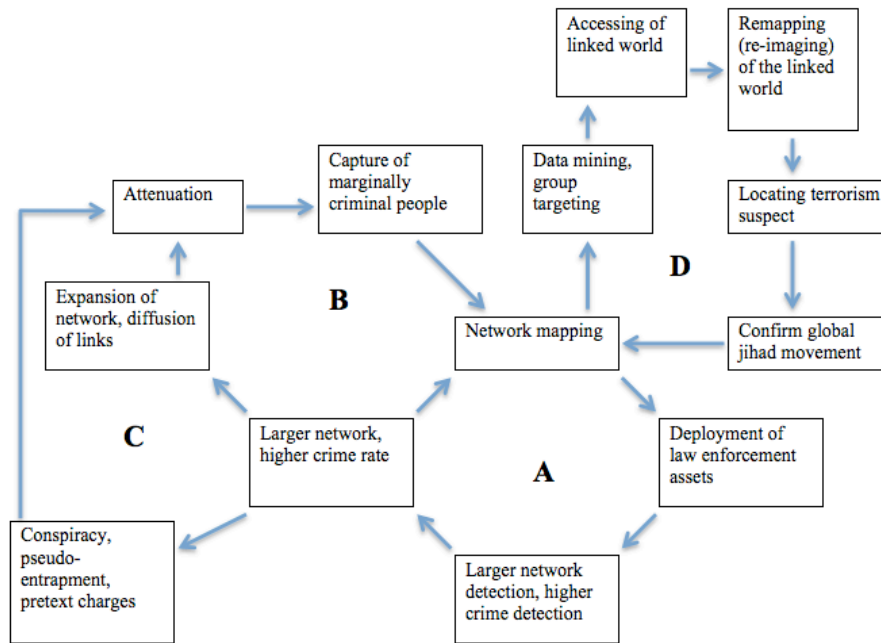 Accessing of
linked world
Remapping
(re-imaging)
of the linked
world
Attenuation
Capture of
marginally
criminal people
Data mining,
group
targeting
Locating terrorism
suspect
D
Expansion of
network, diffusion
of links
B
Network mapping
Confirm global
jihad movement
C
Larger network,
higher crime rate
A
Deployment of
law enforcement
assets
Conspiracy,
pseudo-
entrapment,
pretext charges
Larger network
detection, higher
crime detection